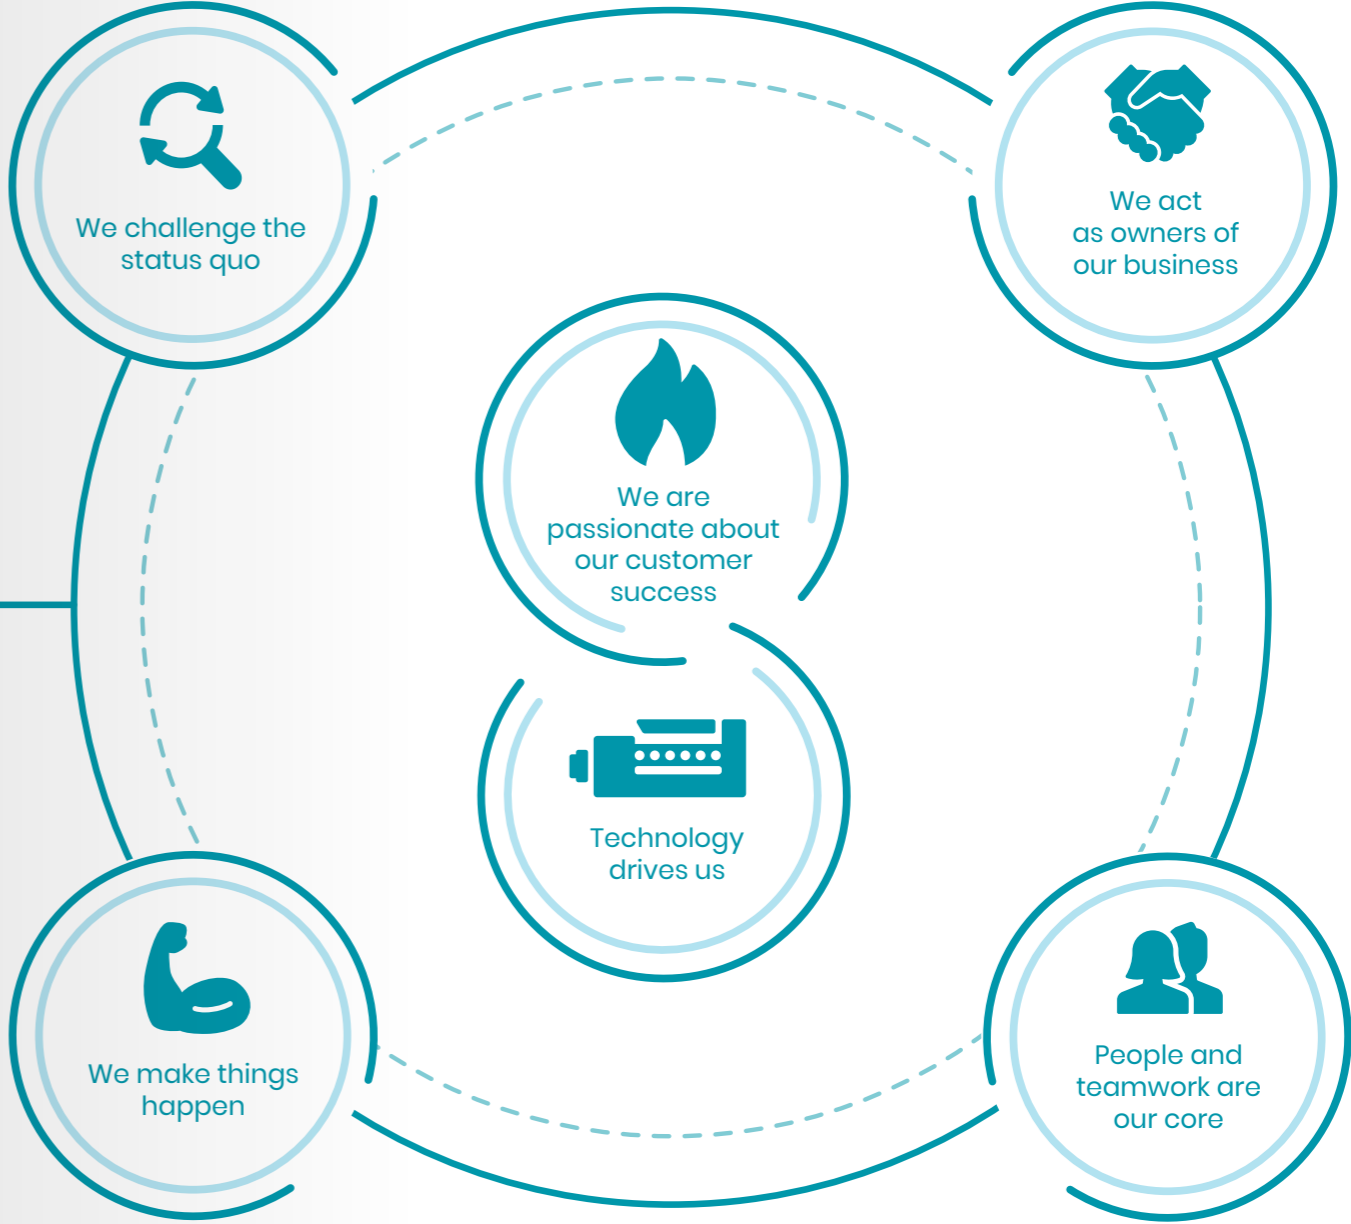 We challenge the
status quo
We act
as owners of
our business
We are
passionate about
our customer
success
Technology
drives us
We make things
happen
People and
teamwork are
our core